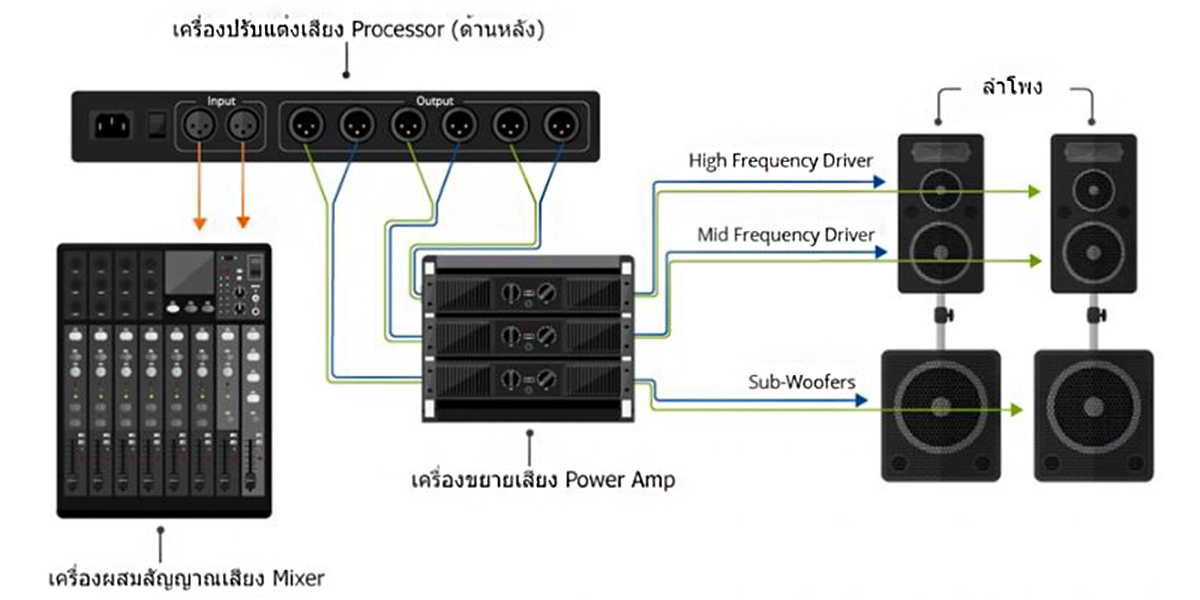 เครื่องปรับแต่งเสียง Processor (ด้านหลัง)
Input
Output
ลำโพง
High Frequency Driver
Mid Frequency Driver
Sub-Woofers
เครื่องขยายเสียง Power Amp
เครื่องผสมสัญญาณเสียง Mixer